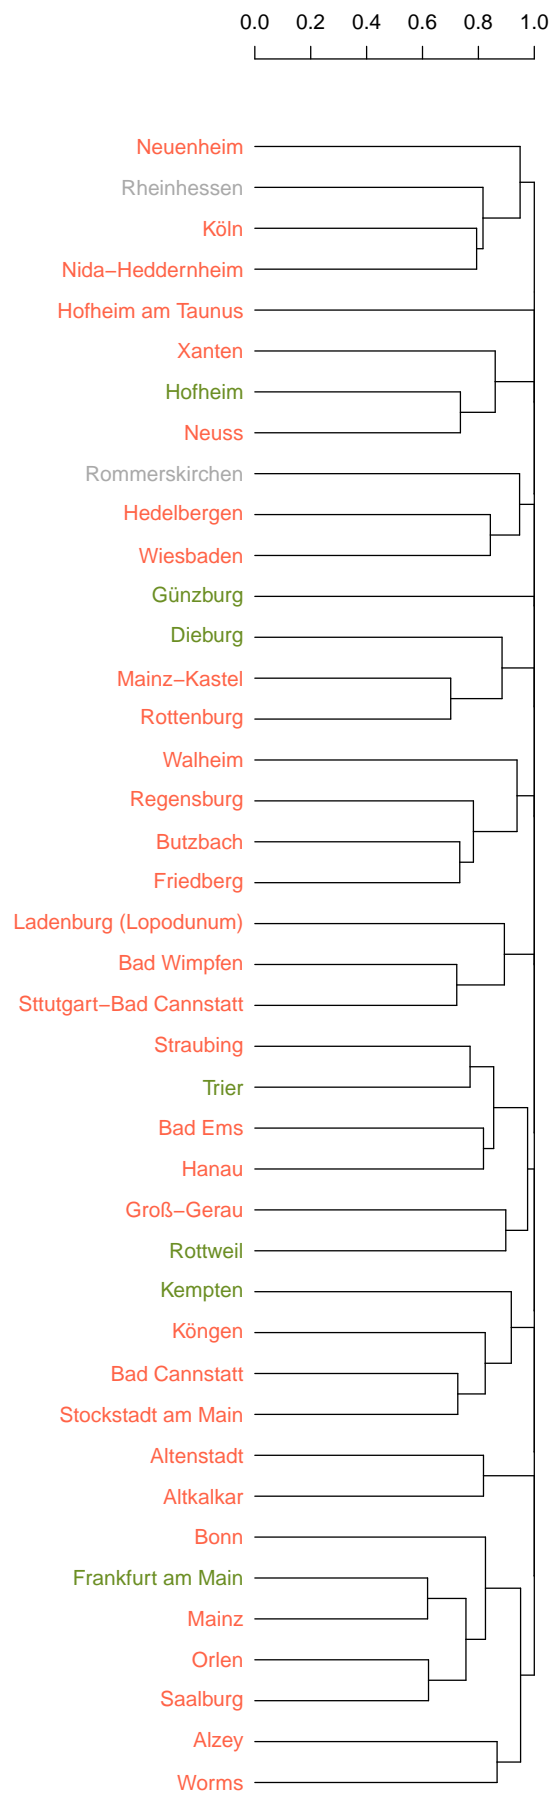 0.0 0.2 0.4 0.6 0.8 1.0
Neuenheim
Rheinhessen
Köln
Nida−Heddernheim
Hofheim am Taunus
Xanten
Hofheim
Neuss
Rommerskirchen
Hedelbergen
Wiesbaden
Günzburg
Dieburg
Mainz−Kastel
Rottenburg
Walheim
Regensburg
Butzbach
Friedberg
Ladenburg (Lopodunum)
Bad Wimpfen
Sttutgart−Bad Cannstatt
Straubing
Trier
Bad Ems
Hanau
Groß−Gerau
Rottweil
Kempten
Köngen
Bad Cannstatt
Stockstadt am Main
Altenstadt
Altkalkar
Bonn
Frankfurt am Main
Mainz
Orlen
Saalburg
Alzey
Worms